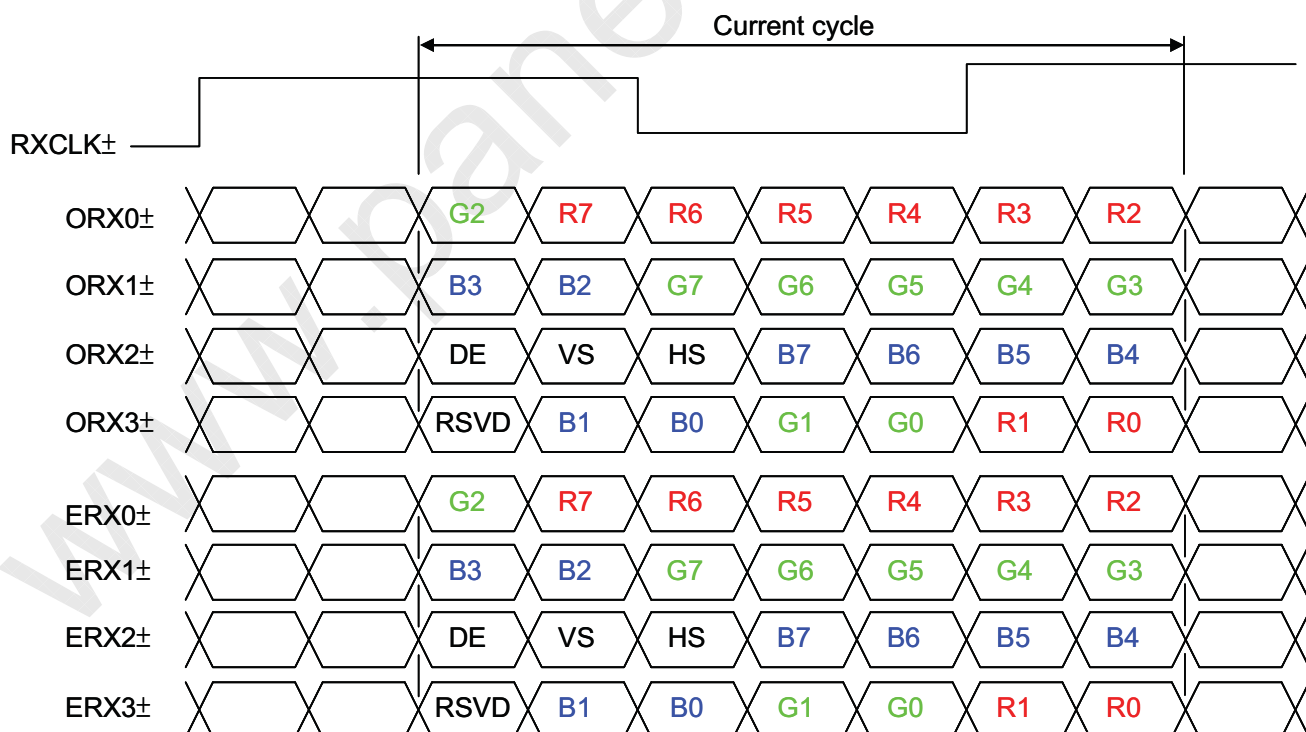 Current cycle
RXCLK±
ORX0± G2 R7 R6 R5 R4 R3 R2
ORX1± B3 B2 G7 G6 G5 G4 G3
ORX2± DE VS HS B7 B6 B5 B4
ORX3± RSVD B1 B0 G1 G0 R1 R0
ERX0± G2 R7 R6 R5 R4 R3 R2
ERX1± B3 B2 G7 G6 G5 G4 G3
ERX2± DE VS HS B7 B6 B5 B4
ERX3± RSVD B1 B0 G1 G0 R1 R0
www.pane